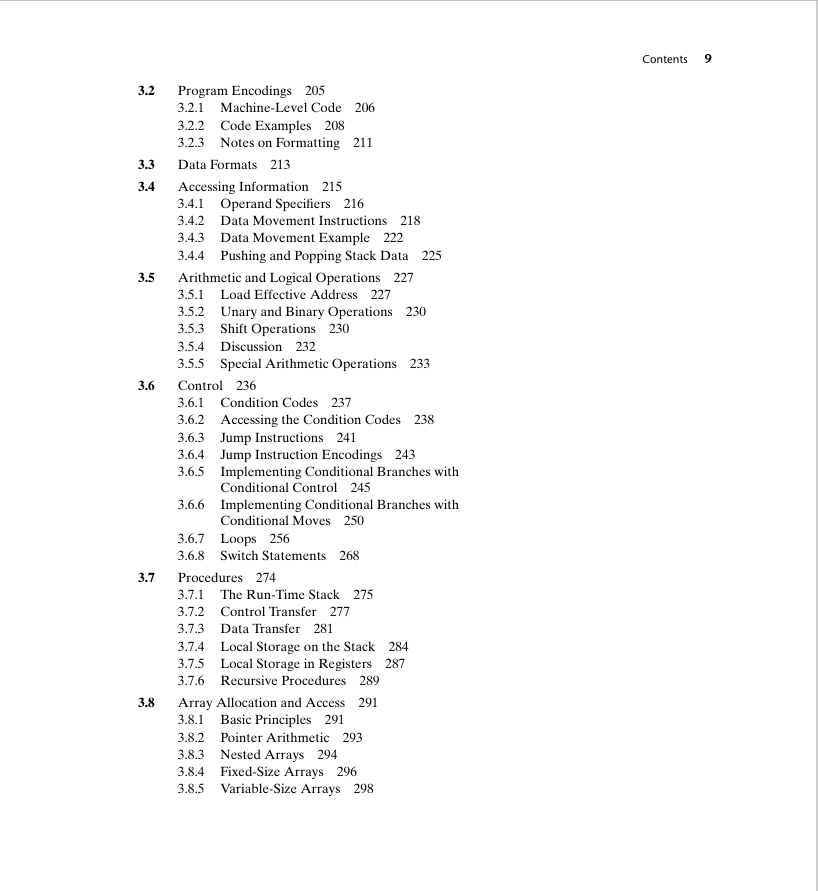 Contents 9
3.2 Program Encodings 205
3.2.1 Machine-Level Code 206
3.2.2 Code Examples 208
3.2.3 Notes on Formatting 211
3.3 Data Formats 213
3.4 Accessing Information 215
3.4.1 Operand Specifiers 216
3.4.2 Data Movement Instructions 218
3.4.3 Data Movement Example 222
3.4.4 Pushing and Popping Stack Data 225
3.5 Arithmetic and Logical Operations 227
3.5.1 Load Effective Address 227
3.5.2 Unary and Binary Operations 230
3.5.3 Shift Operations 230
3.5.4 Discussion 232
3.5.5 Special Arithmetic Operations 233
3.6 Control 236
3.6.1 Condition Codes 237
3.6.2 Accessing the Condition Codes 238
3.6.3 Jump Instructions 241
3.6.4 Jump Instruction Encodings 243
3.6.5 Implementing Conditional Branches with
Conditional Control 245
3.6.6 Implementing Conditional Branches with
Conditional Moves 250
3.6.7 Loops 256
3.6.8 Switch Statements 268
3.7 Procedures 274
3.7.1 The Run-Time Stack 275
3.7.2 Control Transfer 277
3.7.3 Data Transfer 281
3.7.4 Local Storage on the Stack 284
3.7.5 Local Storage in Registers 287
3.7.6 Recursive Procedures 289
3.8 Array Allocation and Access 291
3.8.1 Basic Principles 291
3.8.2 Pointer Arithmetic 293
3.8.3 Nested Arrays 294
3.8.4 Fixed-Size Arrays 296
3.8.5 Variable-Size Arrays 298